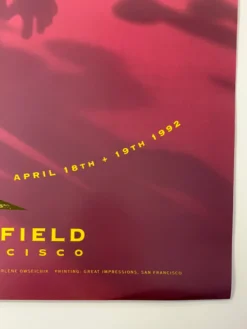 APRIL 18TH + 19TH 1992
FIELD
CISCO
PRINTING: GREAT IMPRESSIONS, SAN FRANCISCO